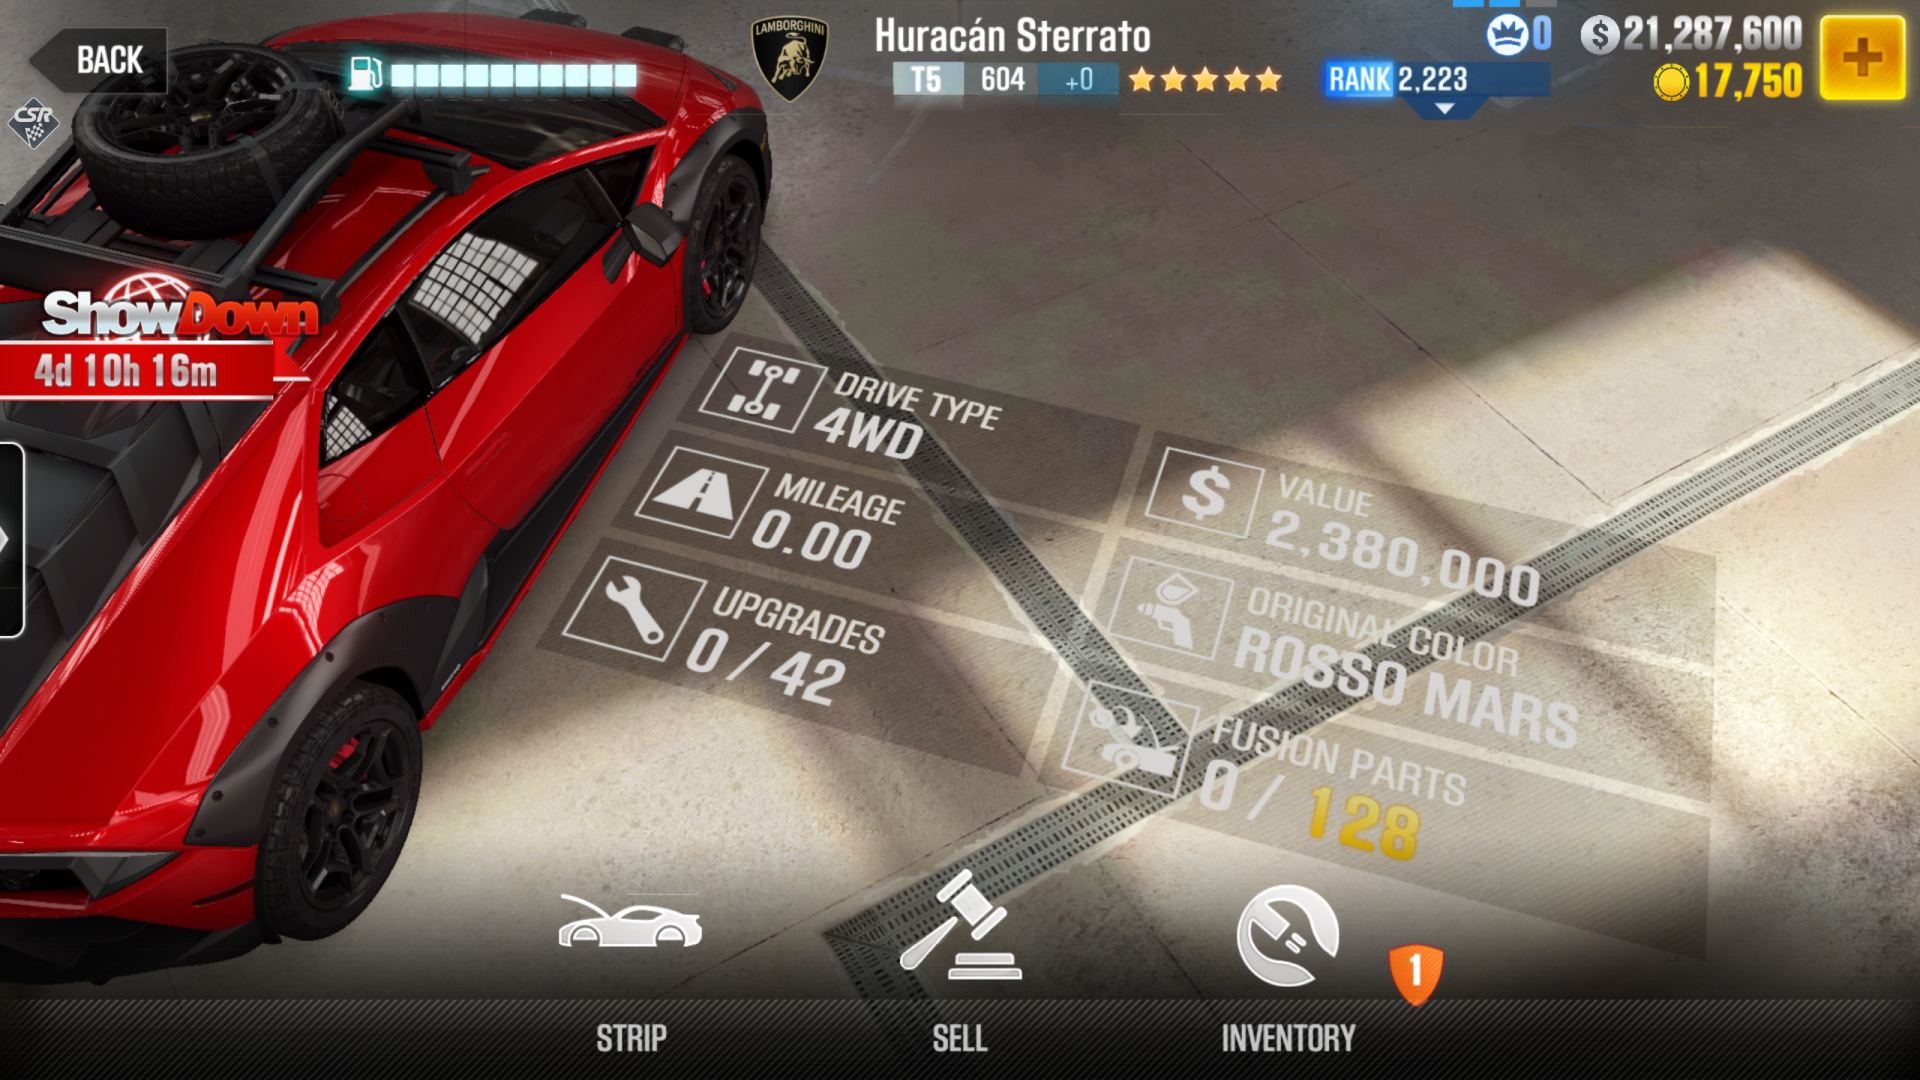 BACK
CSR
LAMBORGHINI
Huracán Sterrato
T5 604 +0
RANK 2,223
0
$ 21,287,600
17,750
ShowDown
4d 10h 16m
DRIVE TYPE
4WD
MILEAGE
0.00
UPGRADES
0 / 42
$ VALUE
2,380,000
ORIGINAL COLOR
ROSSO MARS
FUSION PARTS
0 / 128
STRIP
SELL
INVENTORY
1